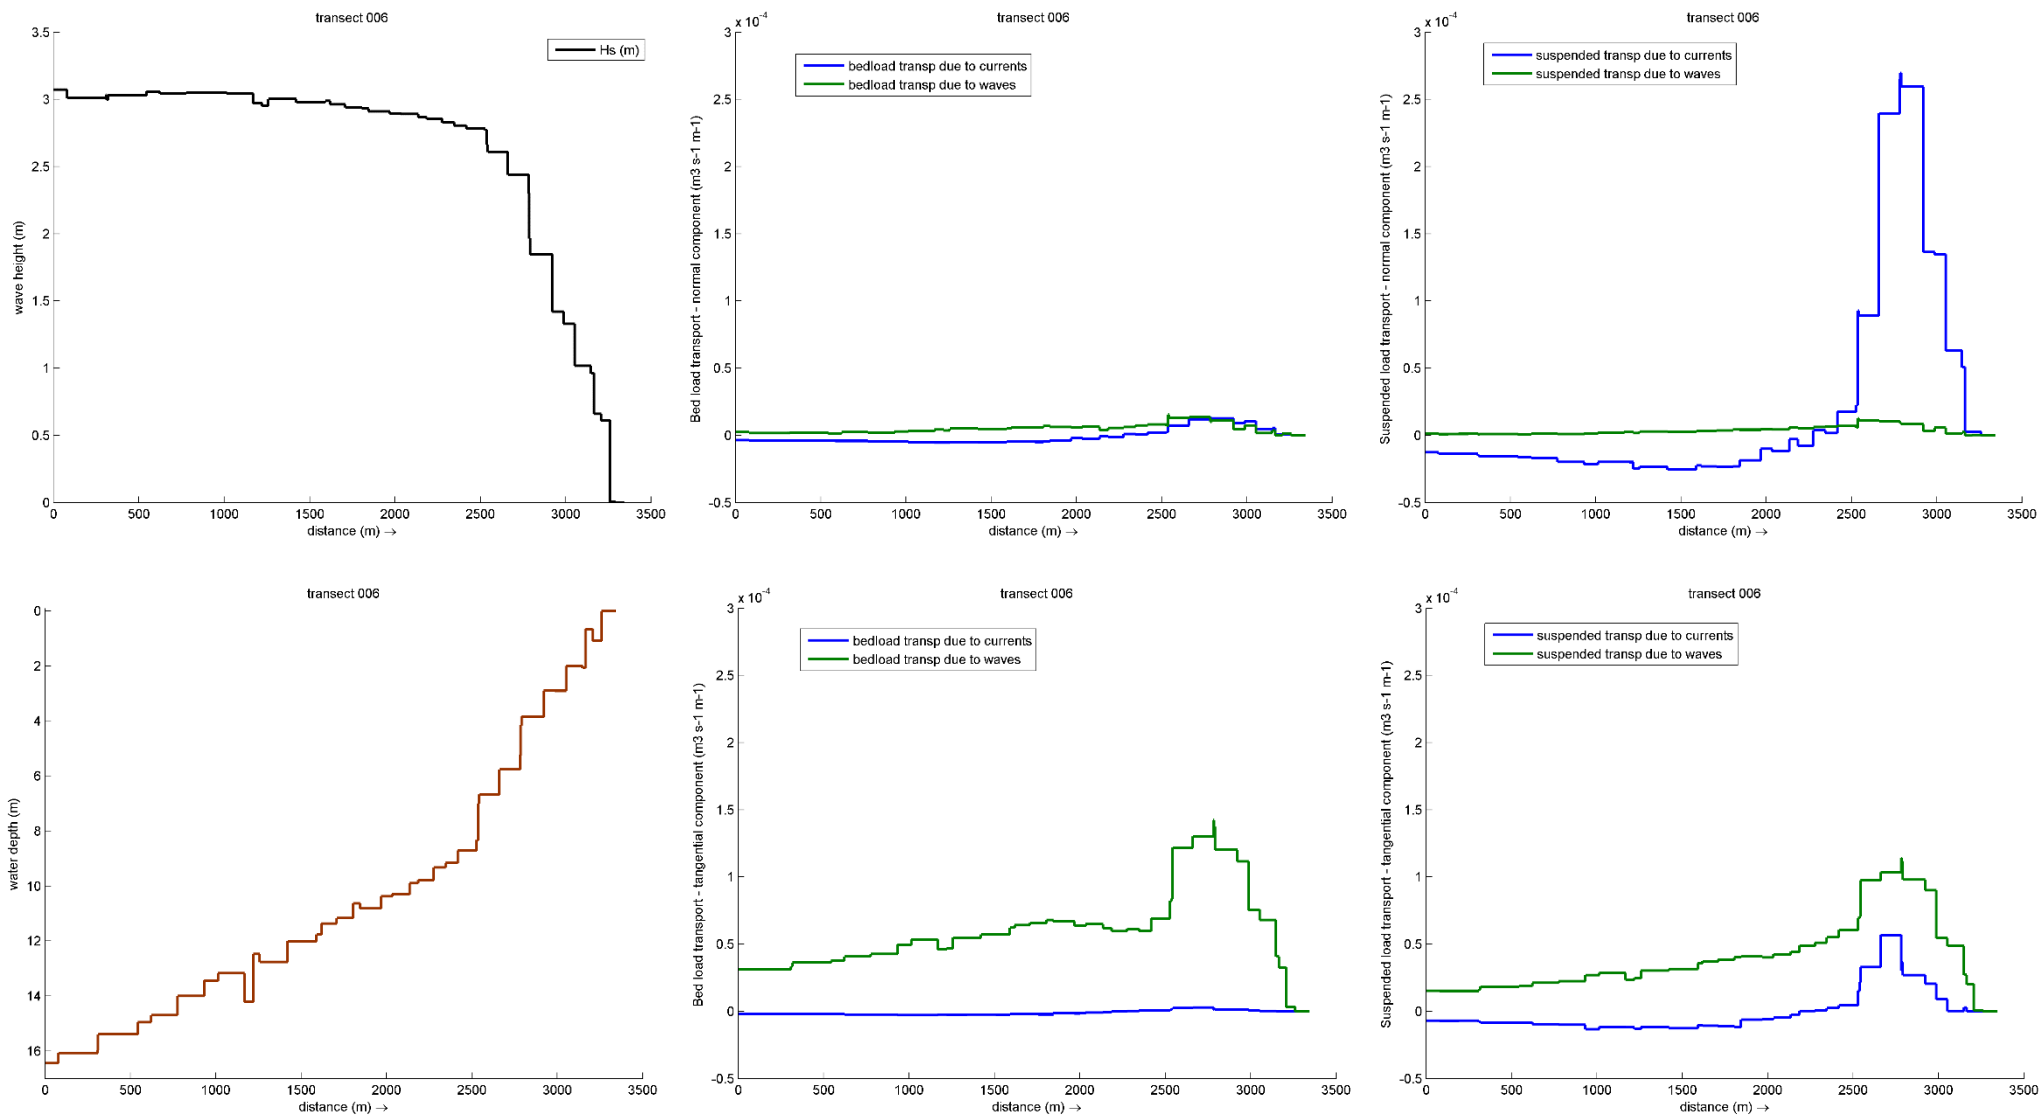 transect 006
3.5
3
2.5
2
1.5
1
0.5
0
wave height (m)
Hs (m)
0 500 1000 1500 2000 2500 3000 3500
distance (m) →
transect 006
x 10⁻⁴
3
2.5
2
1.5
1
0.5
0
-0.5
Bed load transport - normal component (m3 s-1 m-1)
bedload transp due to currents
bedload transp due to waves
0 500 1000 1500 2000 2500 3000 3500
distance (m) →
transect 006
x 10⁻⁴
3
2.5
2
1.5
1
0.5
0
-0.5
Suspended load transport - normal component (m3 s-1 m-1)
suspended transp due to currents
suspended transp due to waves
0 500 1000 1500 2000 2500 3000 3500
distance (m) →
transect 006
0
2
4
6
8
10
12
14
16
water depth (m)
0 500 1000 1500 2000 2500 3000 3500
distance (m) →
transect 006
x 10⁻⁴
3
2.5
2
1.5
1
0.5
0
-0.5
Bed load transport - tangential component (m3 s-1 m-1)
bedload transp due to currents
bedload transp due to waves
0 500 1000 1500 2000 2500 3000 3500
distance (m) →
transect 006
x 10⁻⁴
3
2.5
2
1.5
1
0.5
0
-0.5
Suspended load transport - tangential component (m3 s-1 m-1)
suspended transp due to currents
suspended transp due to waves
0 500 1000 1500 2000 2500 3000 3500
distance (m) →